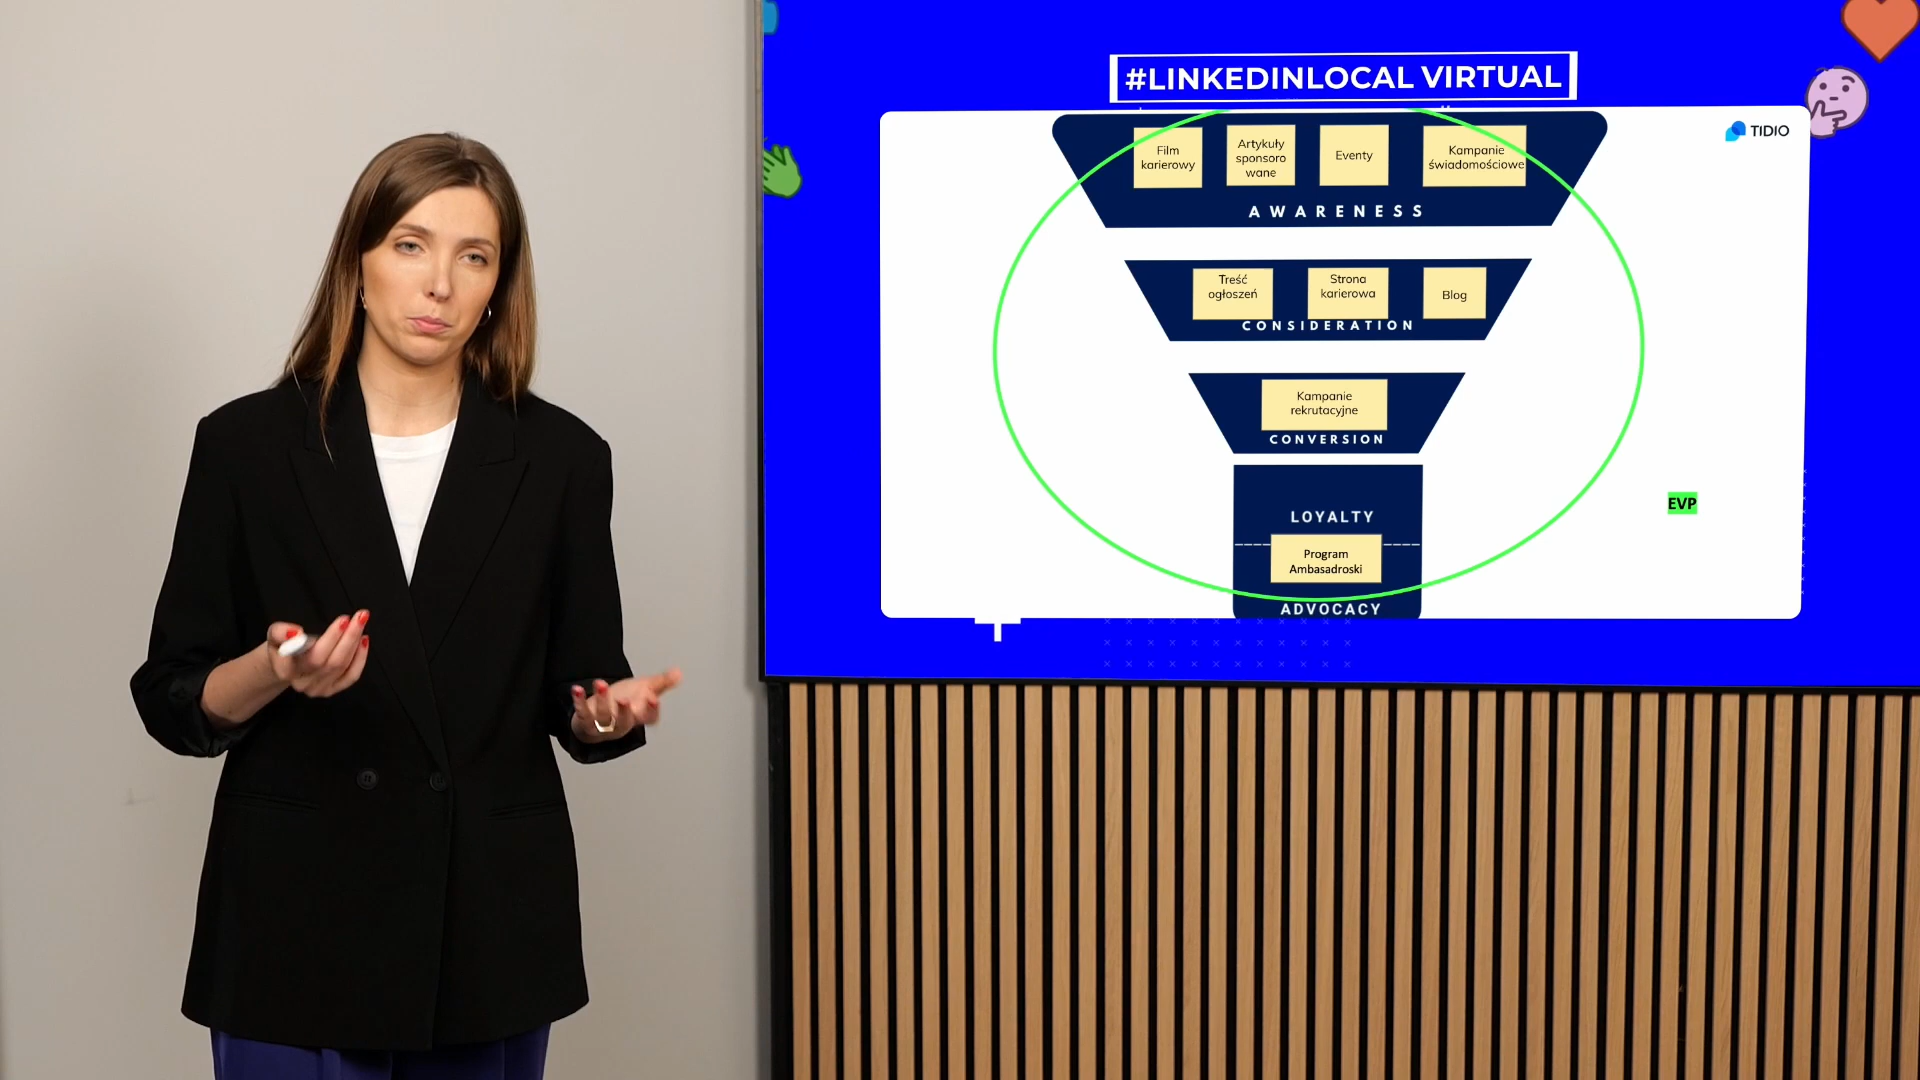 #LINKEDINLOCAL VIRTUAL
TIDIO
Film
karierowy
Artykuły
sponsoro
wane
Eventy
Kampanie
świadomościowe
AWARENESS
Treść
ogłoszeń
Strona
karierowa
Blog
CONSIDERATION
Kampanie
rekrutacyjne
CONVERSION
LOYALTY
EVP
Program
Ambasadroski
ADVOCACY